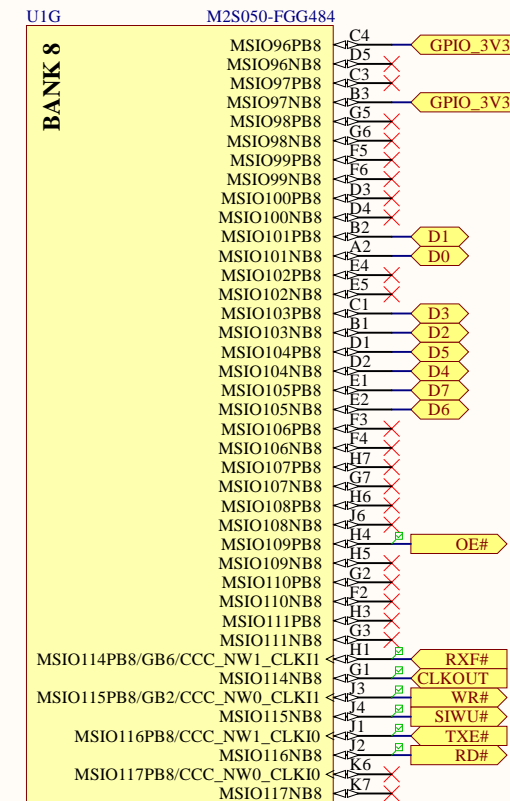 U1G M2S050-FGG484
BANK 8
MSIO96PB8 C4 GPIO_3V3
MSIO96NB8 D5
MSIO97PB8 C3
MSIO97NB8 B3 GPIO_3V3
MSIO98PB8 G5
MSIO98NB8 G6
MSIO99PB8 F5
MSIO99NB8 F6
MSIO100PB8 D3
MSIO100NB8 D4
MSIO101PB8 B2 D1
MSIO101NB8 A2 D0
MSIO102PB8 E4
MSIO102NB8 E5
MSIO103PB8 C1 D3
MSIO103NB8 B1 D2
MSIO104PB8 D1 D5
MSIO104NB8 D2 D4
MSIO105PB8 E1 D7
MSIO105NB8 E2 D6
MSIO106PB8 F3
MSIO106NB8 F4
MSIO107PB8 H7
MSIO107NB8 G7
MSIO108PB8 H6
MSIO108NB8 J6
MSIO109PB8 H4 OE#
MSIO109NB8 H5
MSIO110PB8 G2
MSIO110NB8 F2
MSIO111PB8 H3
MSIO111NB8 G3
MSIO114PB8/GB6/CCC_NW1_CLKI1 H1 RXF#
MSIO114NB8 G1 CLKOUT
MSIO115PB8/GB2/CCC_NW0_CLKI1 J3 WR#
MSIO115NB8 J4 SIWU#
MSIO116PB8/CCC_NW1_CLKI0 J1 TXE#
MSIO116NB8 J2 RD#
MSIO117PB8/CCC_NW0_CLKI0 K6
MSIO117NB8 K7